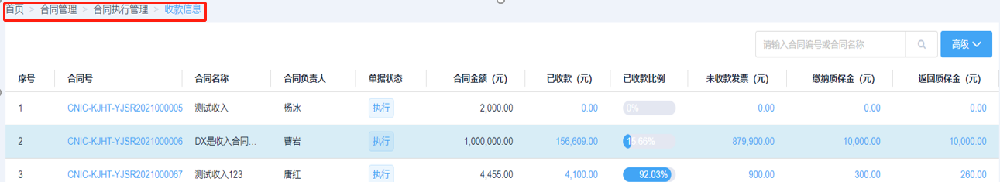 首页 > 合同管理 > 合同执行管理 > 收款信息
请输入合同编号或合同名称 高级
序号 合同号 合同名称 合同负责人 单据状态 合同金额 (元) 已收款 (元) 已收款比例 未收款发票 (元) 缴纳质保金 (元) 返回质保金 (元)
1 CNIC-KJHT-YJSR2021000005 测试收入 杨冰 执行 2,000.00 0.00 0% 0.00 0.00 0.00
2 CNIC-KJHT-YJSR2021000006 DX是收入合同... 曹岩 执行 1,000,000.00 156,609.00 15.66% 879,900.00 10,000.00 10,000.00
3 CNIC-KJHT-YJSR2021000067 测试收入123 唐红 执行 4,455.00 4,100.00 92.03% 900.00 300.00 260.00